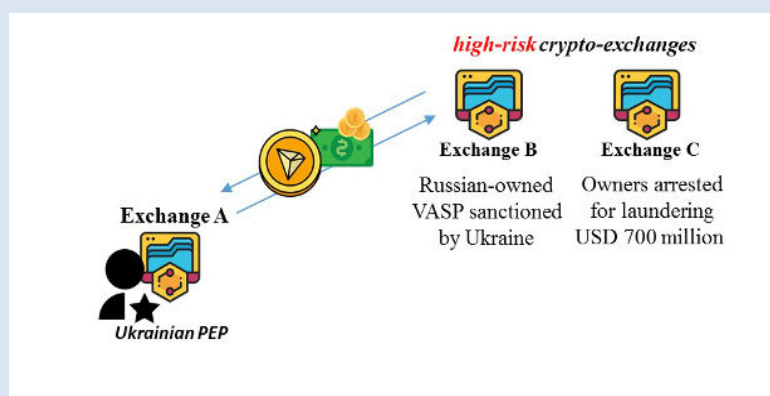 high-risk crypto-exchanges
Exchange B
Exchange C
Russian-owned
VASP sanctioned
by Ukraine
Owners arrested
for laundering
USD 700 million
Exchange A
Ukrainian PEP